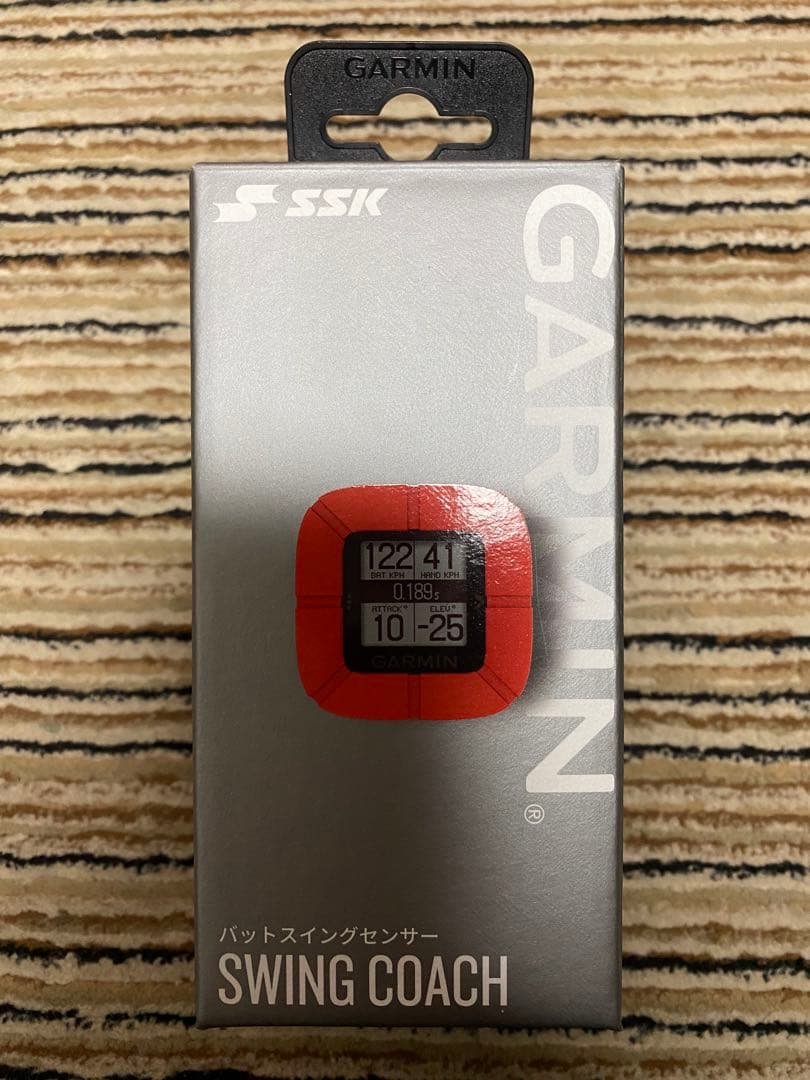 GARMIN
SSK
GARMIN®
122 41
BAT KPH HAND KPH
0.189s
ATTACK° ELEV°
10 -25
GARMIN
バットスイングセンサー
SWING COACH